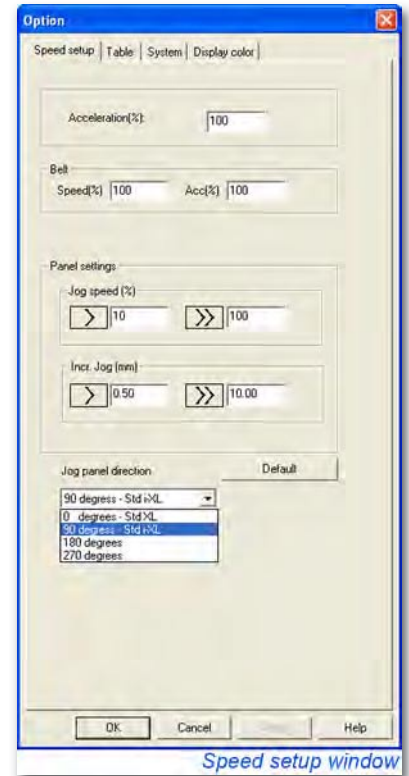 Option
Speed setup Table System Display color
Acceleration(%): 100
Belt
Speed(%) 100 Acc(%) 100
Panel settings
Jog speed (%)
> 10 >> 100
Incr. Jog (mm)
> 0.50 >> 10.00
Jog panel direction Default
90 degress - Std i-XL
0 degrees - Std XL
90 degress - Std i-XL
180 degrees
270 degrees
OK Cancel Help
Speed setup window